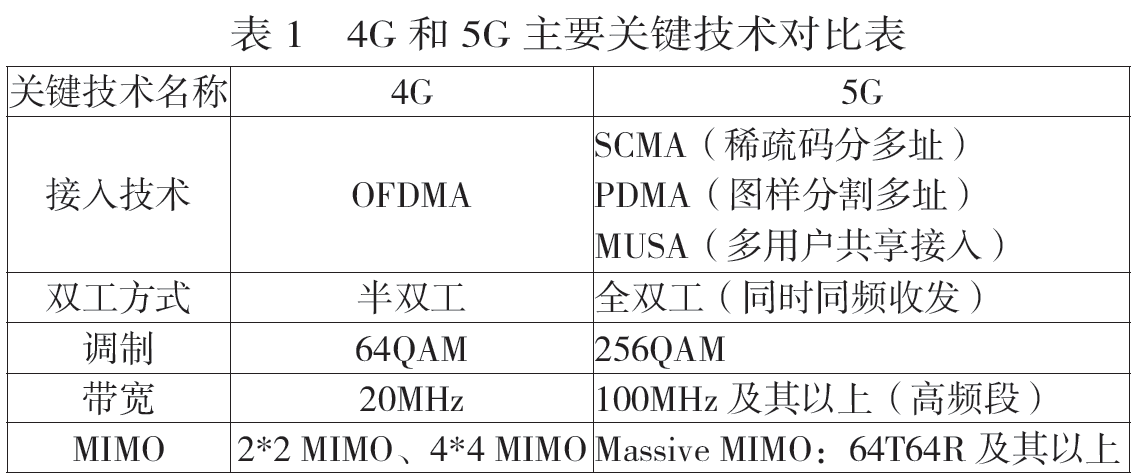 表 1 4G 和 5G 主要关键技术对比表
关键技术名称 4G 5G
接入技术 OFDMA SCMA（稀疏码分多址）
PDMA（图样分割多址）
MUSA（多用户共享接入）
双工方式 半双工 全双工（同时同频收发）
调制 64QAM 256QAM
带宽 20MHz 100MHz 及其以上（高频段）
MIMO 2*2 MIMO、4*4 MIMO Massive MIMO：64T64R 及其以上